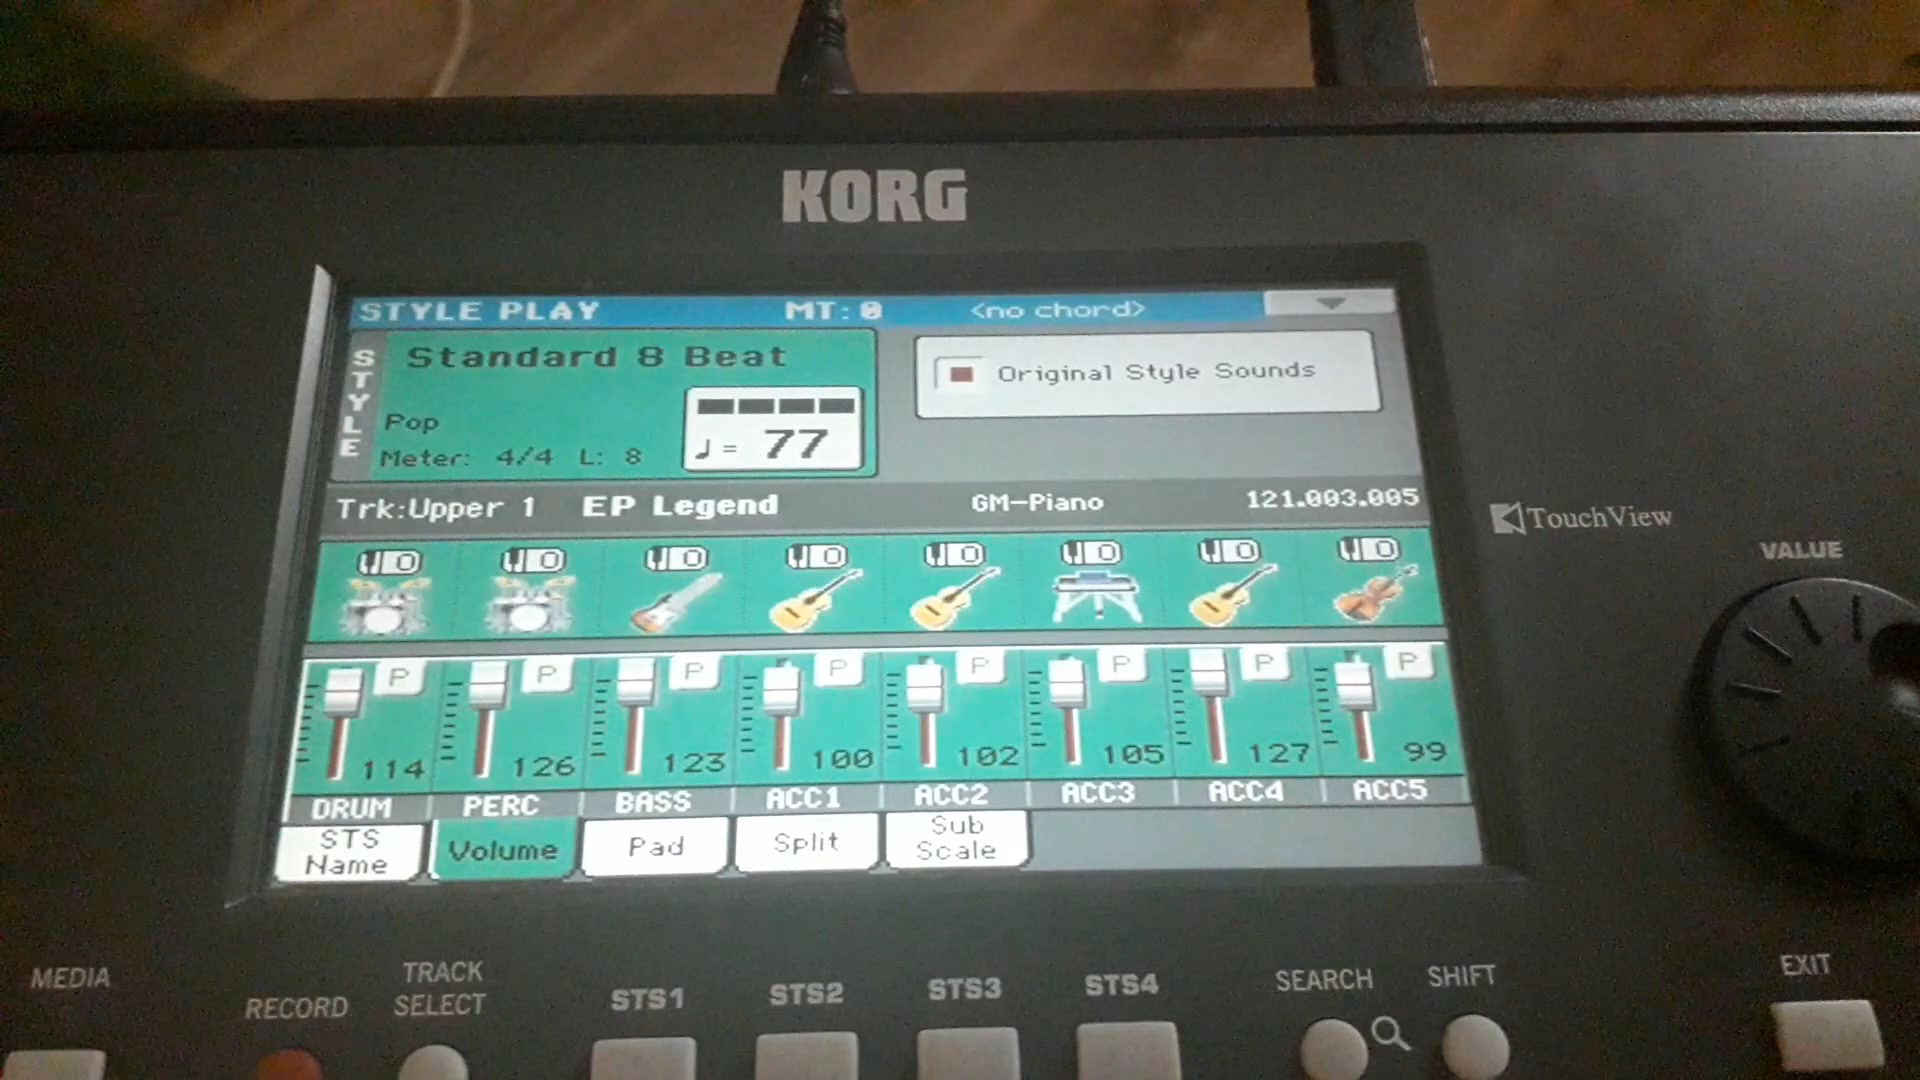 KORG
STYLE PLAY MT: 0 <no chord>
STYLE
Standard 8 Beat
Original Style Sounds
Pop
Meter: 4/4 L: 8
♩ = 77
Trk:Upper 1 EP Legend GM-Piano 121.003.005
TouchView
VALUE
P P P P P P P P
114 126 123 100 102 105 127 99
DRUM PERC BASS ACC1 ACC2 ACC3 ACC4 ACC5
STS Name
Volume
Pad
Split
Sub Scale
MEDIA
RECORD
TRACK SELECT
STS1
STS2
STS3
STS4
SEARCH
SHIFT
EXIT